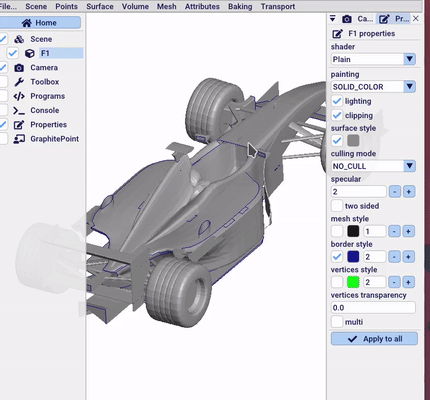 File... Scene Points Surface Volume Mesh Attributes Baking Transport
Home
Scene
F1
Camera
Toolbox
Programs
Console
Properties
GraphitePoint
Ca... Pr...
F1 properties
shader
Plain
painting
SOLID_COLOR
lighting
clipping
surface style
culling mode
NO_CULL
specular
2 - +
two sided
mesh style
1 - +
border style
2 - +
vertices style
2 - +
vertices transparency
0.0
multi
Apply to all